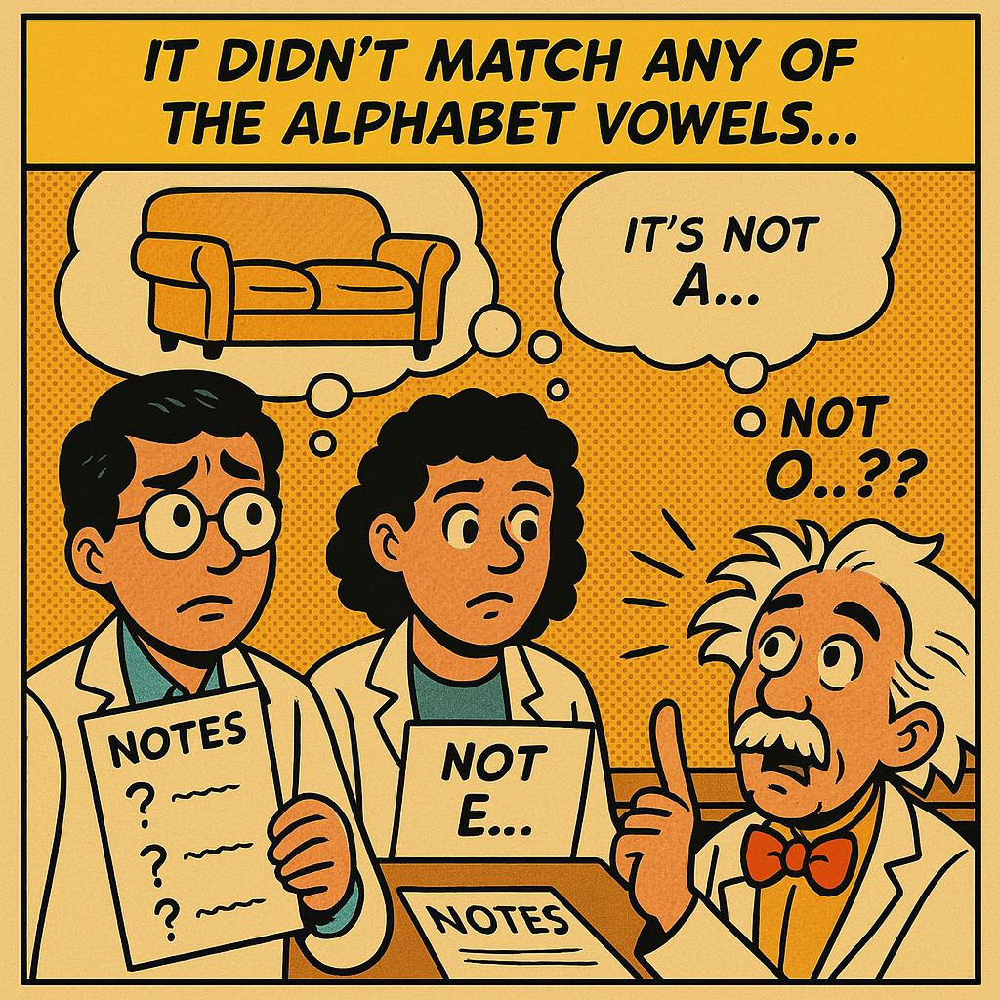 IT DIDN'T MATCH ANY OF
THE ALPHABET VOWELS...
IT'S NOT
A...
NOT
O..??
NOTES
?
?
?
NOT
E...
NOTES